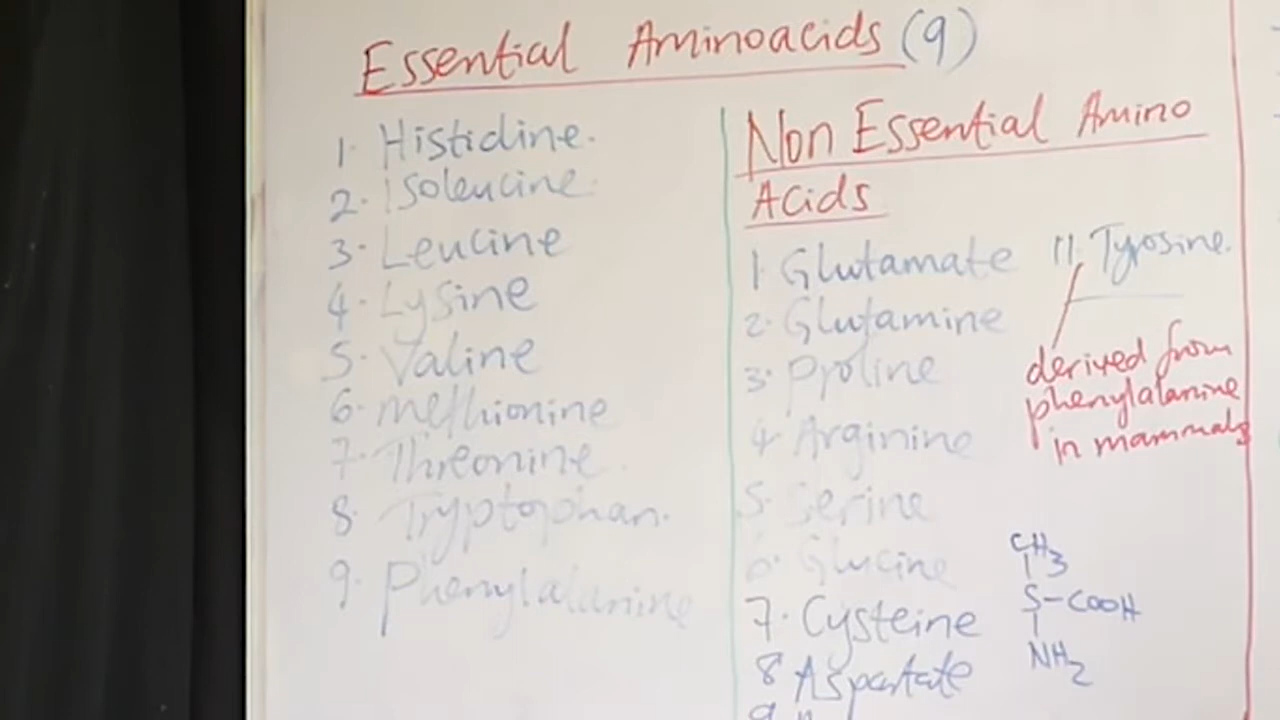 Essential Aminoacids (9)
1. Histidine.
2. Isoleucine.
3. Leucine
4. Lysine
5. Valine
6. methionine
7. Threonine.
8. Tryptophan.
9. Phenylalanine
Non Essential Amino
Acids
1 Glutamate
2. Glutamine
3. Proline
4 Arginine
5. Serine
6. Glucine
7. Cysteine
8 Aspartate
9
11. Tyrosine.
derived from
phenylalanine
in mammals
CH3
S-COOH
NH2